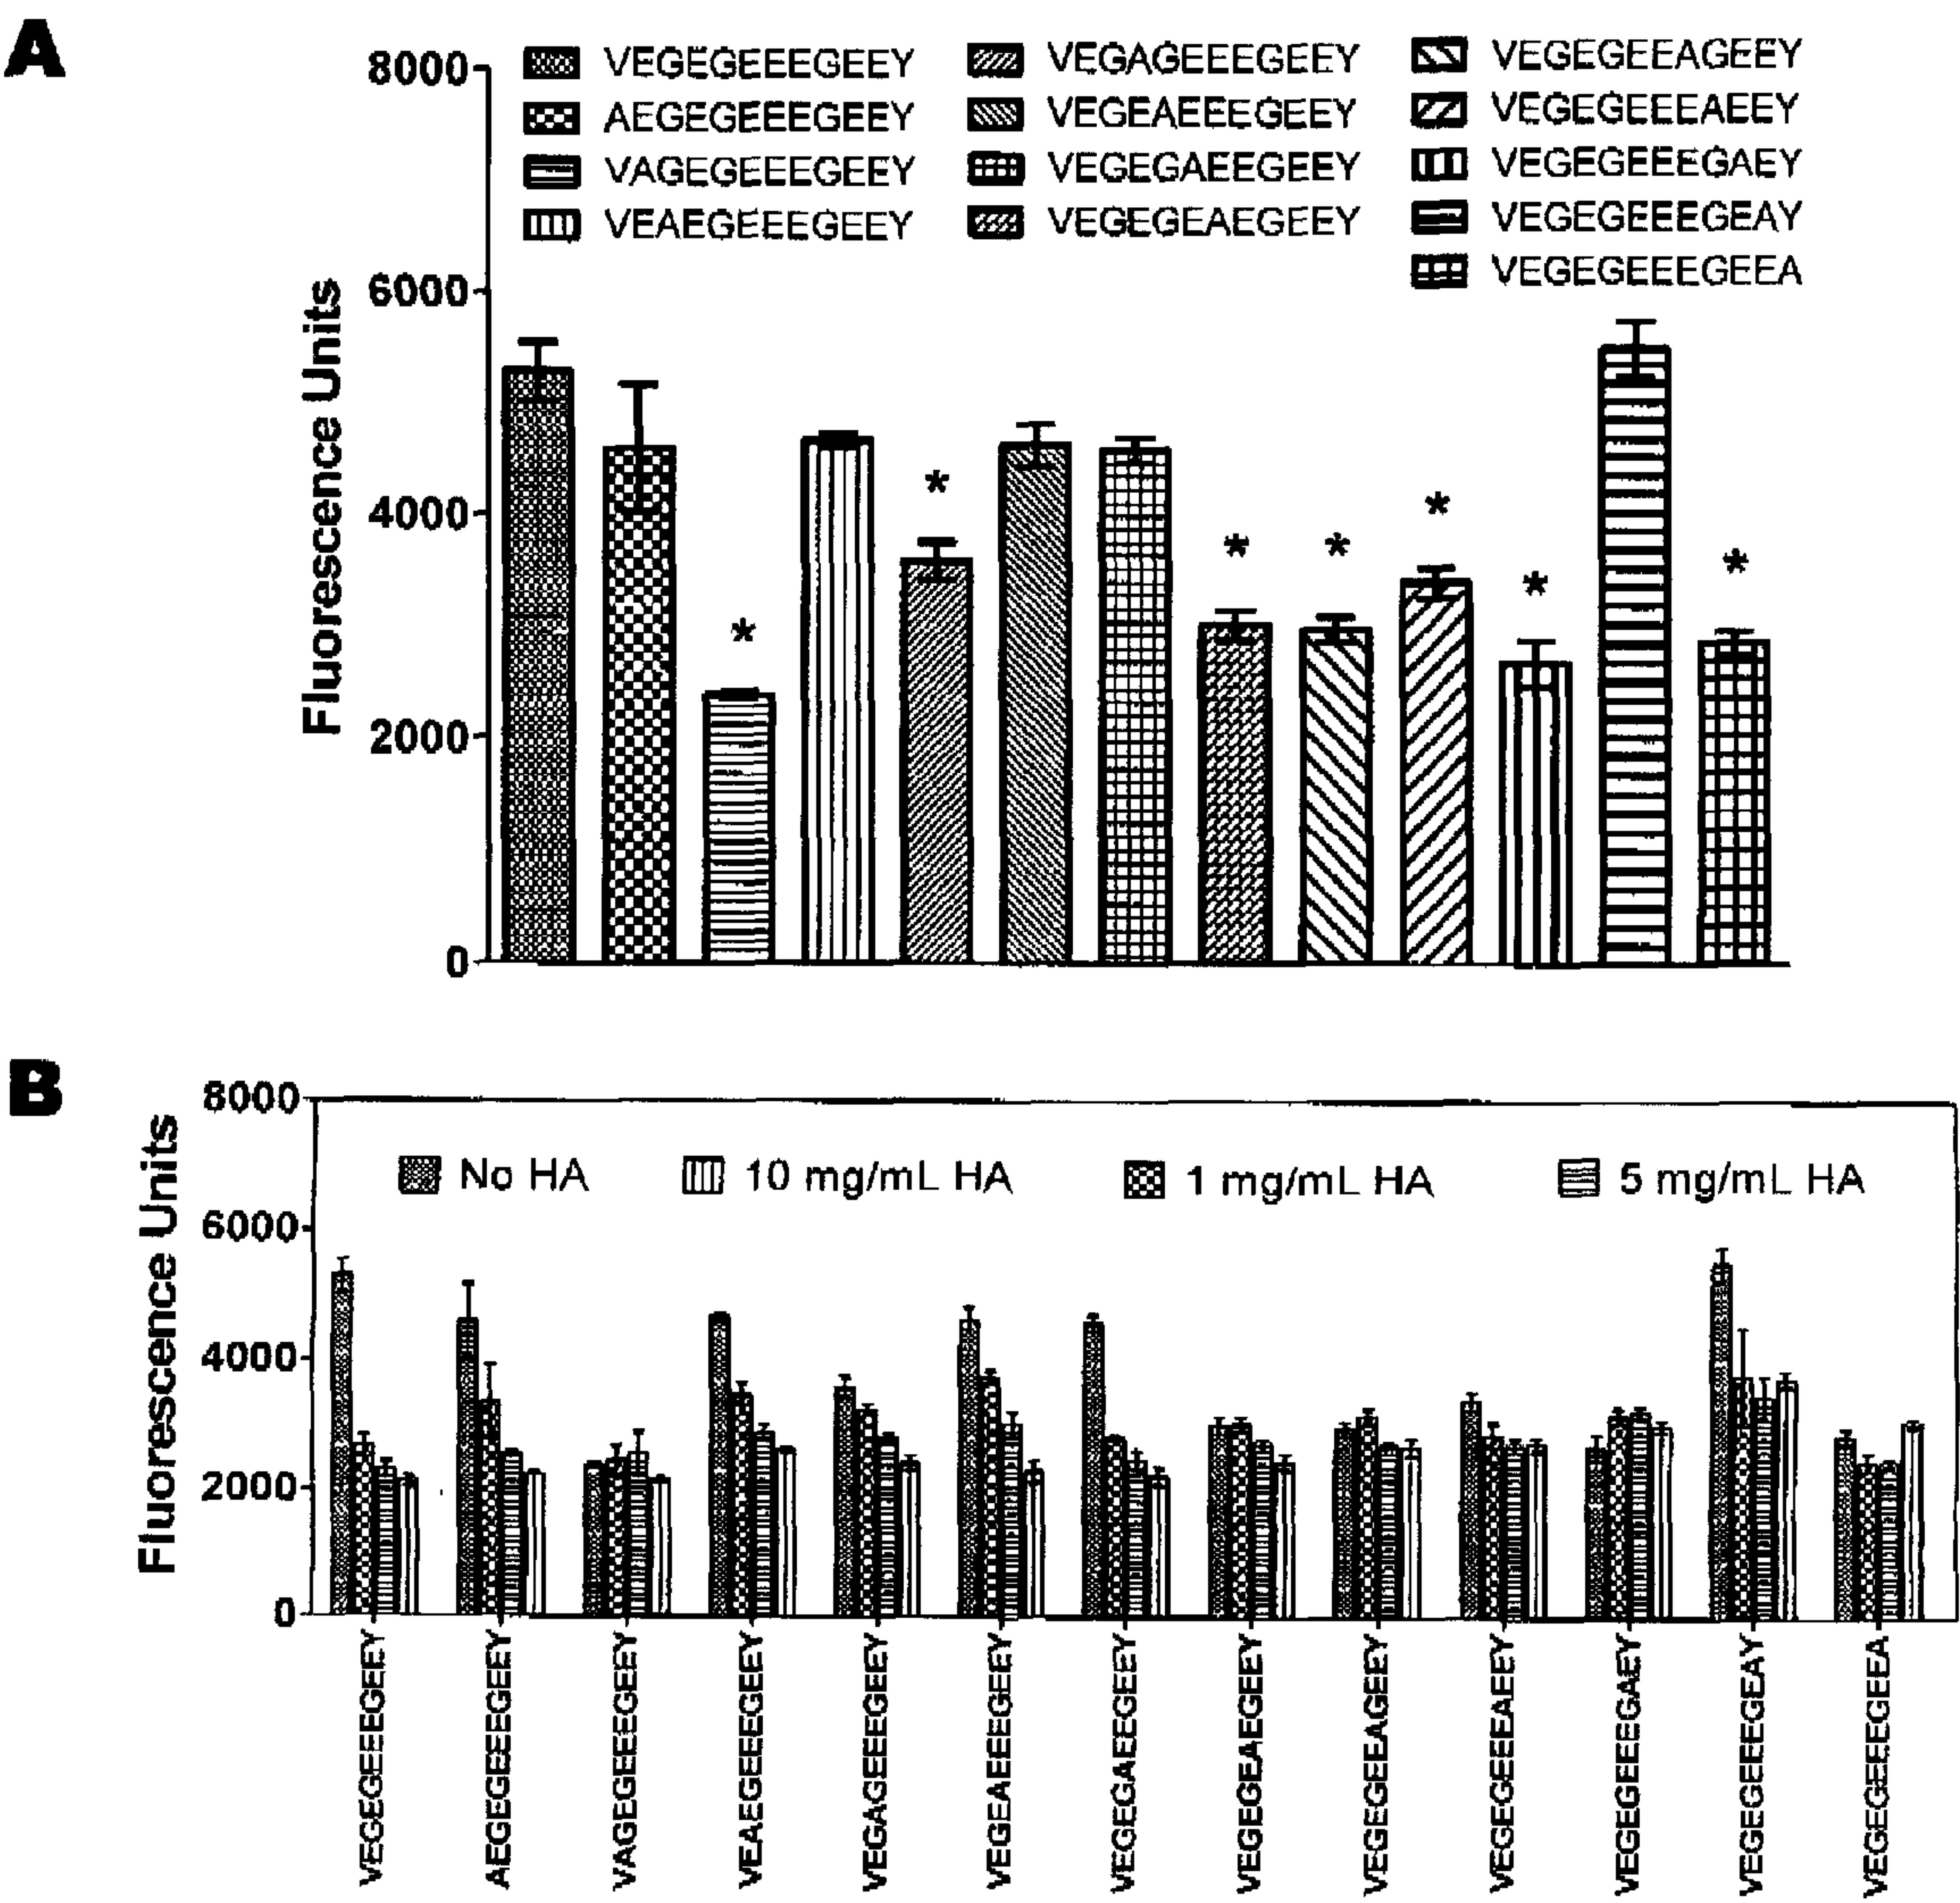 A
8000
6000
4000
2000
0
Fluorescence Units
VEGEGEEEGEEY
AEGEGEEEGEEY
VAGEGEEEGEEY
VEAEGEEEGEEY
VEGAGEEEGEEY
VEGEAEEEGEEY
VEGEGAEEGEEY
VEGEGEAEGEEY
VEGEGEEAGEEY
VEGEGEEEAEEY
VEGEGEEEGAEY
VEGEGEEEGEAY
VEGEGEEEGEEA
*
*
*
*
*
*
*
B
8000
6000
4000
2000
0
Fluorescence Units
No HA 10 mg/mL HA 1 mg/mL HA 5 mg/mL HA
VEGEGEEEGEEY
AEGEGEEEGEEY
VAGEGEEEGEEY
VEAEGEEEGEEY
VEGAGEEEGEEY
VEGEAEEEGEEY
VEGEGAEEGEEY
VEGEGEAEGEEY
VEGEGEEAGEEY
VEGEGEEEAEEY
VEGEGEEEGAEY
VEGEGEEEGEAY
VEGEGEEEGEEA